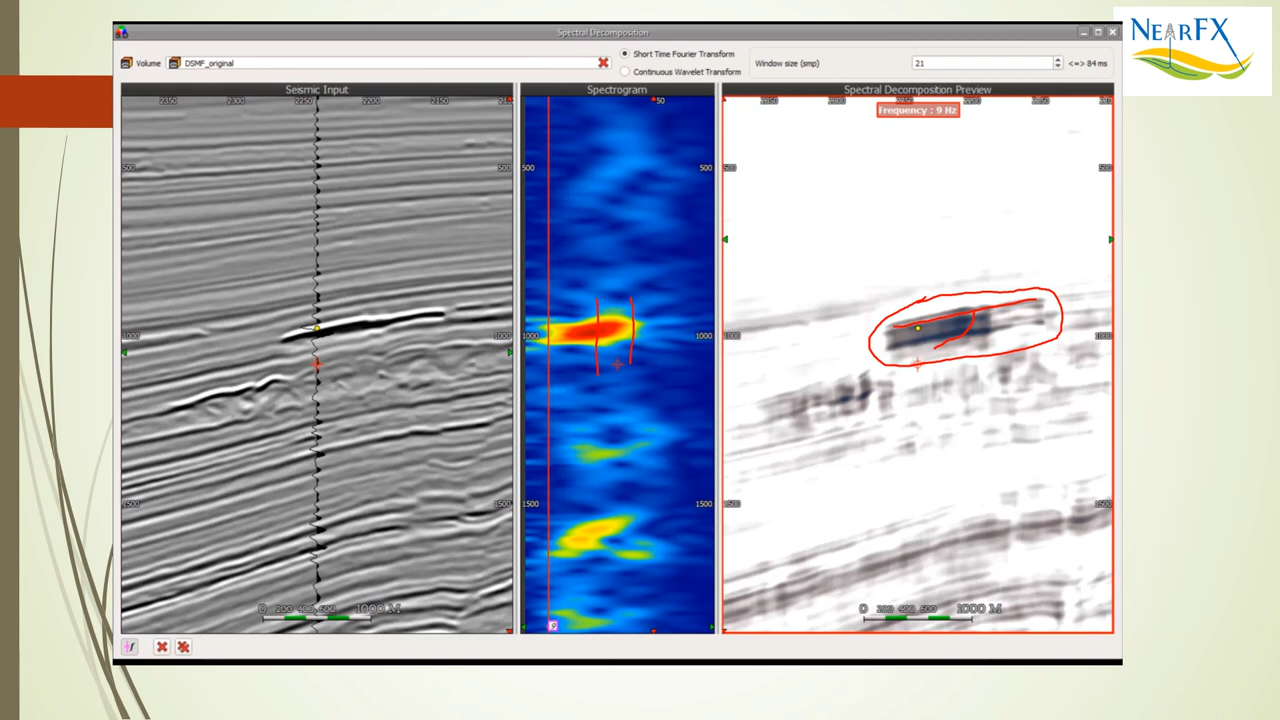 Spectral Decomposition
NEARFX
Volume DSMF_original
Short Time Fourier Transform
Continuous Wavelet Transform
Window size (smp) 21 <=> 84 ms
Seismic Input
2350 2300 2250 2200 2150
500 500
1000 1000
1500 1500
0 200 400 600 1000 M
Spectrogram
50
500 500
1000 1000
1500 1500
9
Spectral Decomposition Preview
Frequency : 9 Hz
500 500
1000 1000
1500 1500
0 200 400 600 1000 M